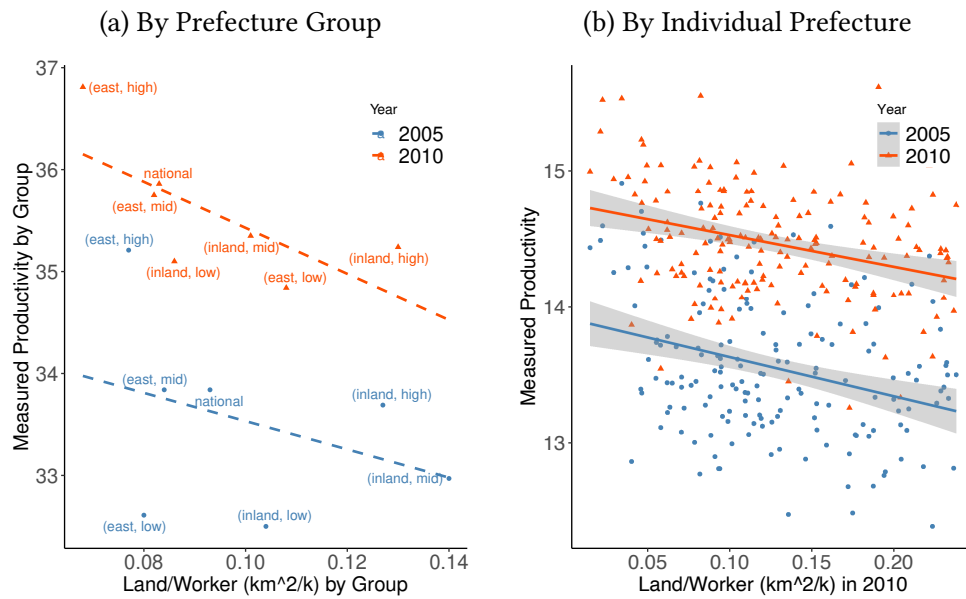 (a) By Prefecture Group
37
36
35
34
33
Measured Productivity by Group
(east, high)
national
(east, mid)
(east, high)
(inland, mid)
(inland, high)
(inland, low)
(east, low)
(east, mid)
national
(inland, high)
(inland, mid)
(east, low)
(inland, low)
Year
a 2005
a 2010
0.08 0.10 0.12 0.14
Land/Worker (km^2/k) by Group
(b) By Individual Prefecture
Year
2005
2010
15
14
13
Measured Productivity
0.05 0.10 0.15 0.20
Land/Worker (km^2/k) in 2010